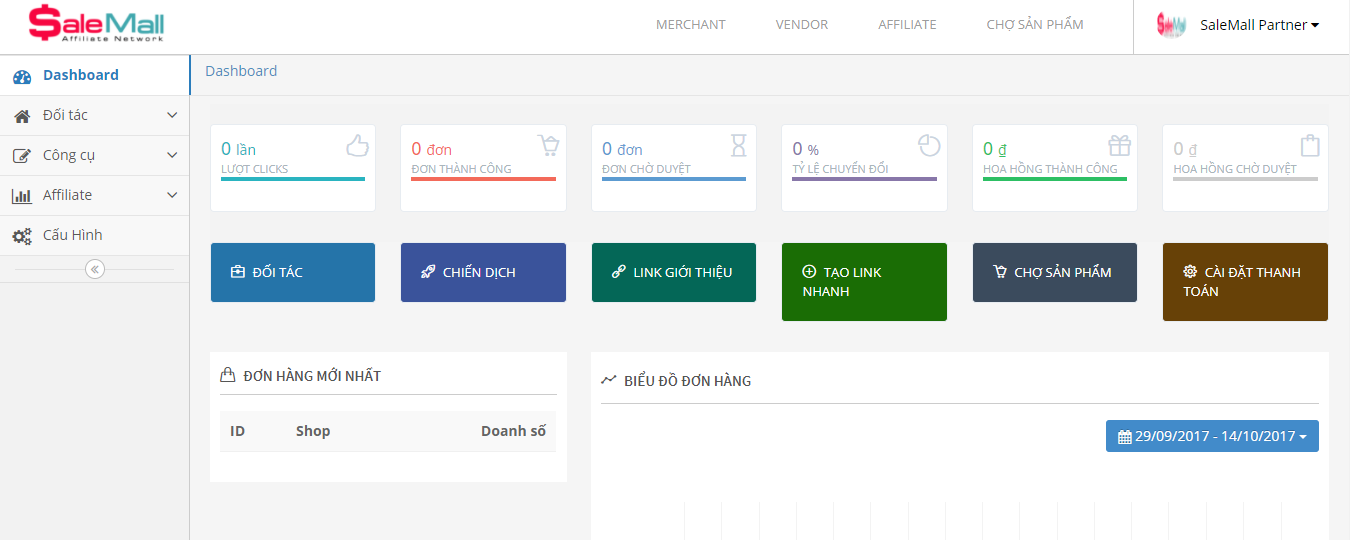 $aleMall
Affiliate Network
MERCHANT
VENDOR
AFFILIATE
CHỢ SẢN PHẨM
SaleMall Partner
Dashboard
Đối tác
Công cụ
Affiliate
Cấu Hình
Dashboard
0 lần
LƯỢT CLICKS
0 đơn
ĐƠN THÀNH CÔNG
0 đơn
ĐƠN CHỜ DUYỆT
0 %
TỶ LỆ CHUYỂN ĐỔI
0 ₫
HOA HỒNG THÀNH CÔNG
0 ₫
HOA HỒNG CHỜ DUYỆT
ĐỐI TÁC
CHIẾN DỊCH
LINK GIỚI THIỆU
TẠO LINK
NHANH
CHỢ SẢN PHẨM
CÀI ĐẶT THANH
TOÁN
ĐƠN HÀNG MỚI NHẤT
ID Shop Doanh số
BIỂU ĐỒ ĐƠN HÀNG
29/09/2017 - 14/10/2017